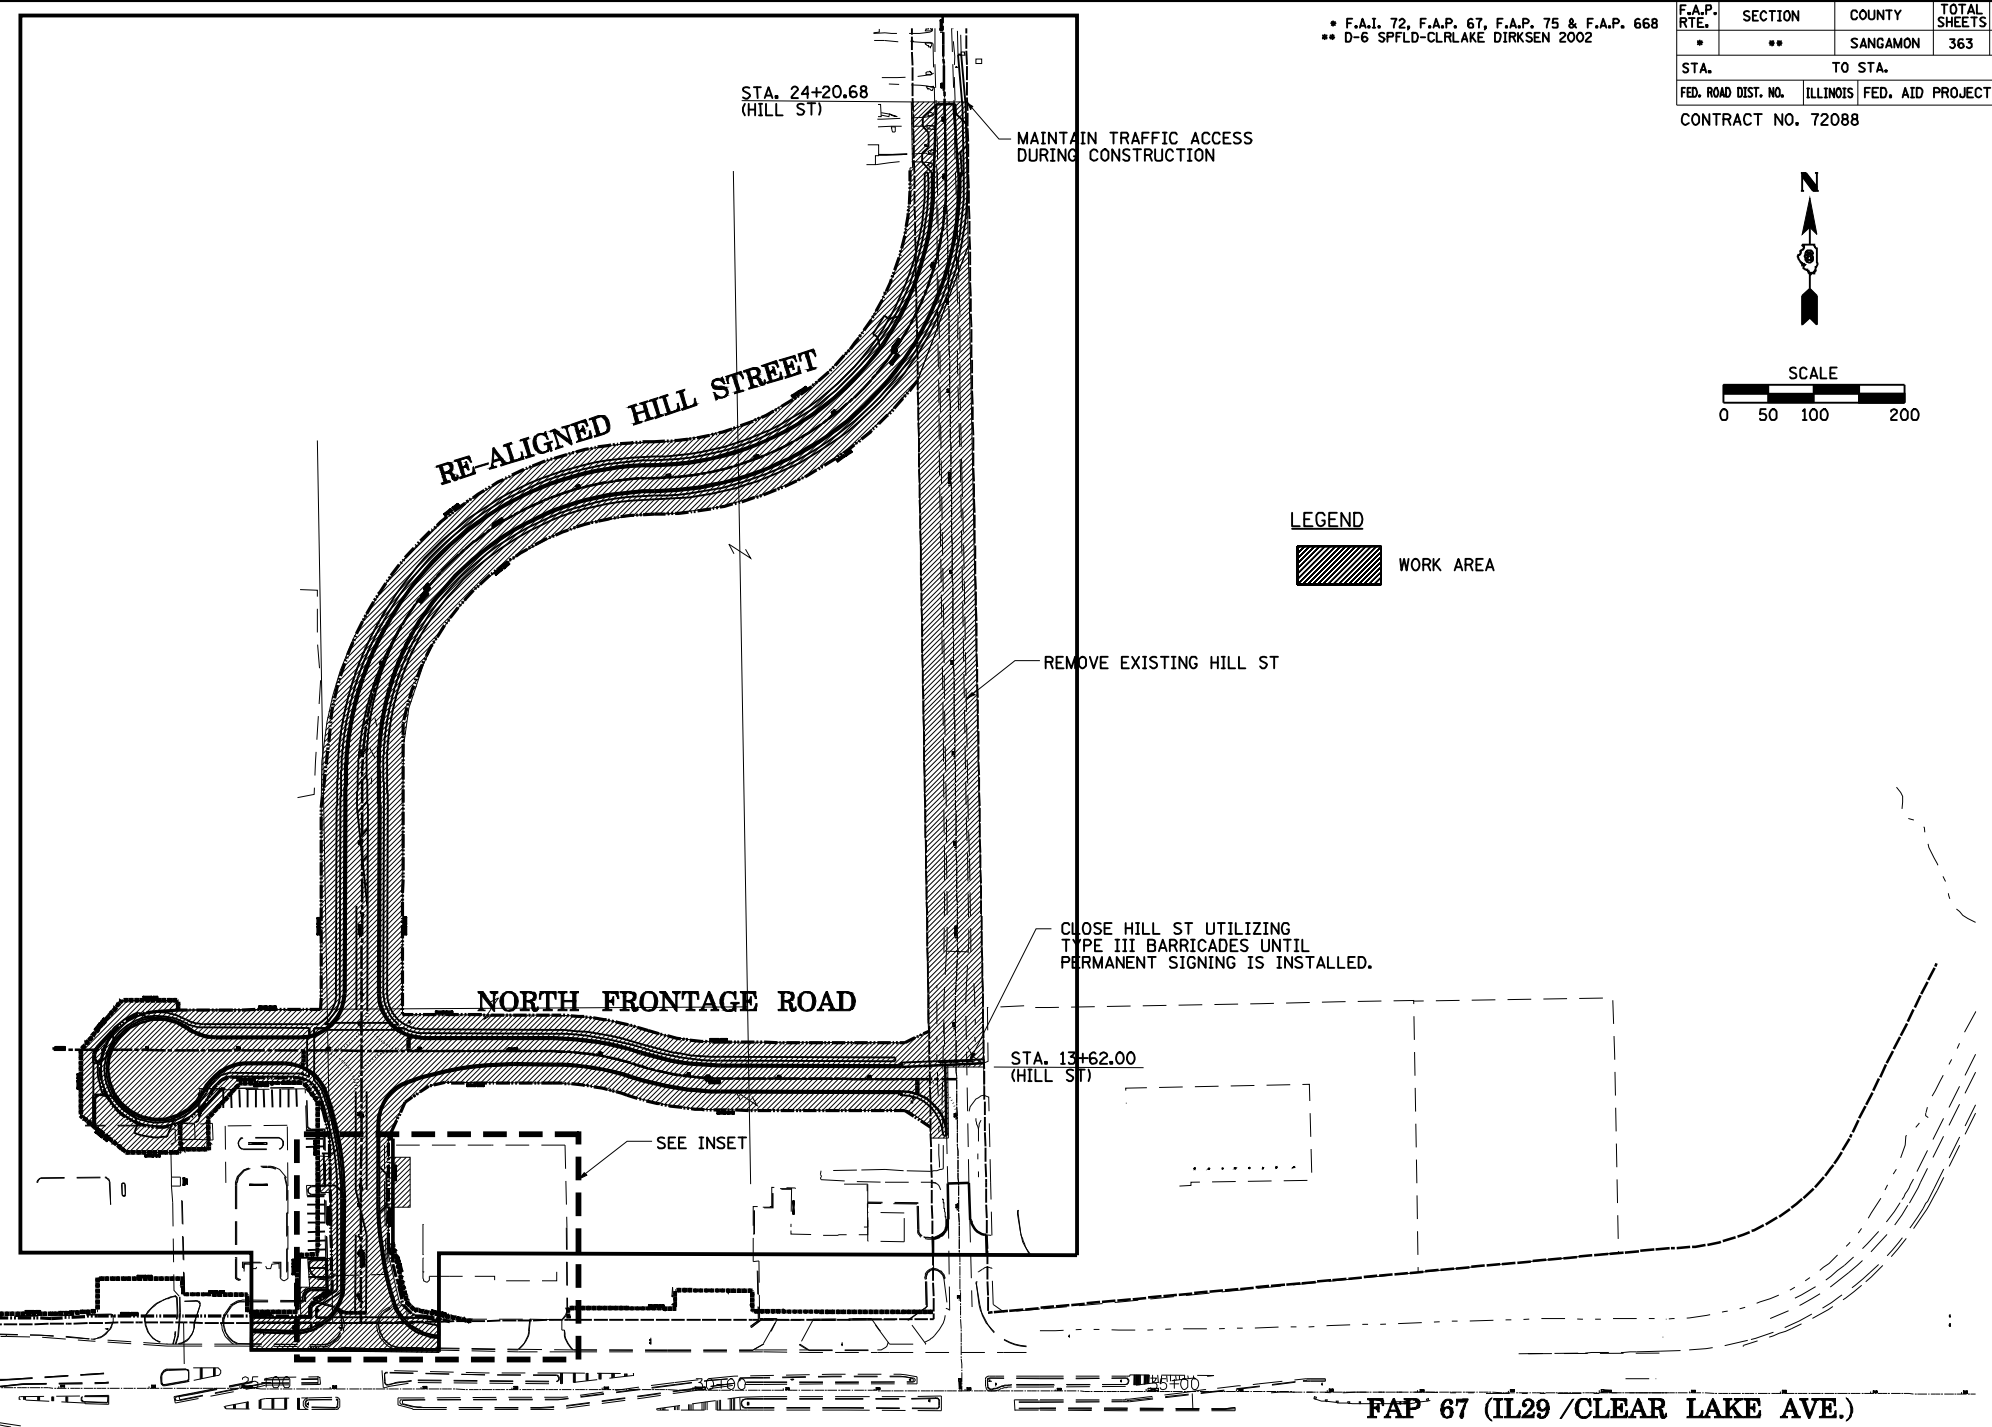 * F.A.I. 72, F.A.P. 67, F.A.P. 75 & F.A.P. 668
** D-6 SPFLD-CLRLAKE DIRKSEN 2002
F.A.P. RTE. SECTION COUNTY TOTAL SHEETS
* ** SANGAMON 363
STA. TO STA.
FED. ROAD DIST. NO. ILLINOIS FED. AID PROJECT
CONTRACT NO. 72088
STA. 24+20.68
(HILL ST)
MAINTAIN TRAFFIC ACCESS
DURING CONSTRUCTION
N
6
SCALE
0 50 100 200
RE-ALIGNED HILL STREET
LEGEND
WORK AREA
REMOVE EXISTING HILL ST
CLOSE HILL ST UTILIZING
TYPE III BARRICADES UNTIL
PERMANENT SIGNING IS INSTALLED.
NORTH FRONTAGE ROAD
STA. 13+62.00
(HILL ST)
SEE INSET
25+00
30+00
35+00
FAP 67 (IL29 /CLEAR LAKE AVE.)